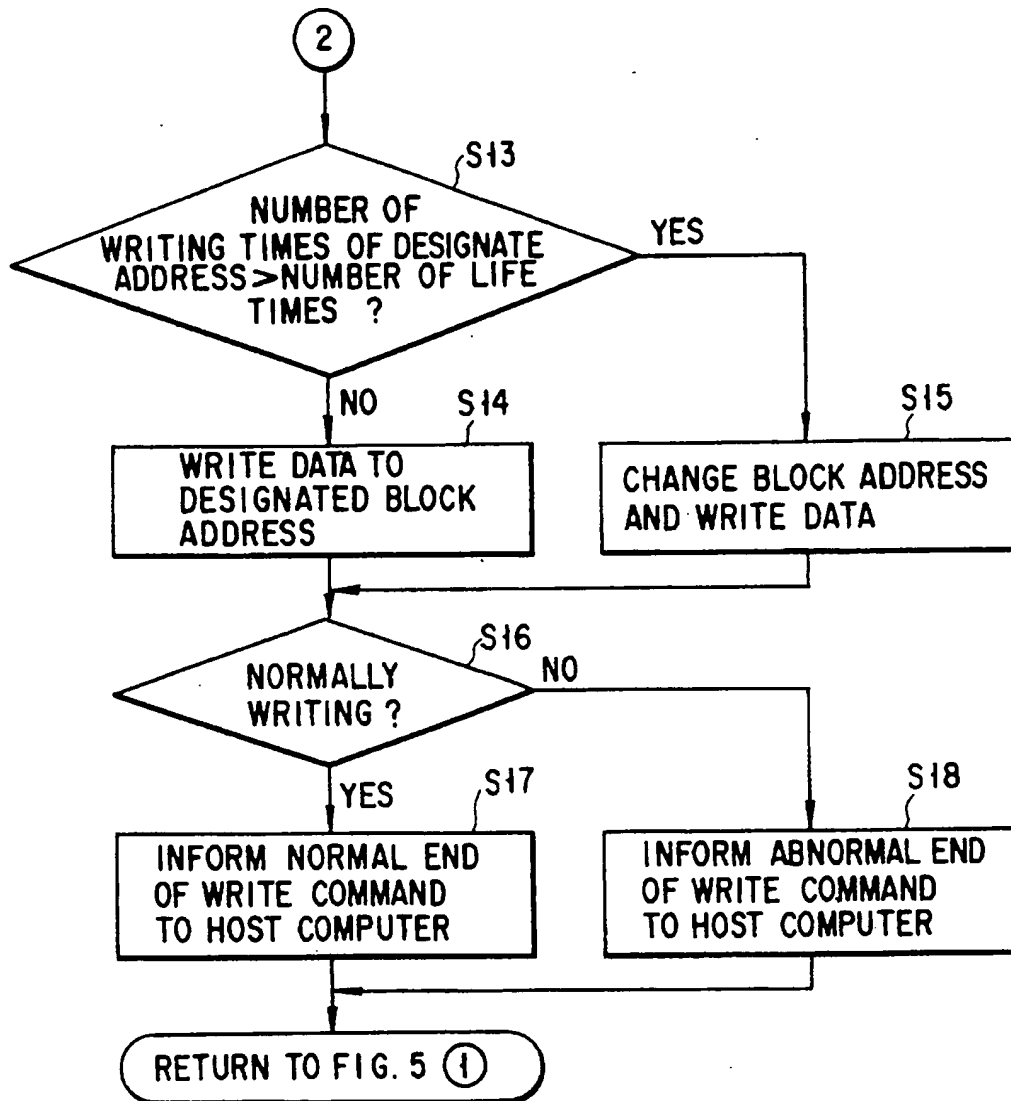 2
S13
NUMBER OF
WRITING TIMES OF DESIGNATE
ADDRESS>NUMBER OF LIFE
TIMES ?
YES
NO
S14
WRITE DATA TO
DESIGNATED BLOCK
ADDRESS
S15
CHANGE BLOCK ADDRESS
AND WRITE DATA
S16
NORMALLY
WRITING ?
NO
YES
S17
INFORM NORMAL END
OF WRITE COMMAND
TO HOST COMPUTER
S18
INFORM ABNORMAL END
OF WRITE COMMAND
TO HOST COMPUTER
RETURN TO FIG. 5 1